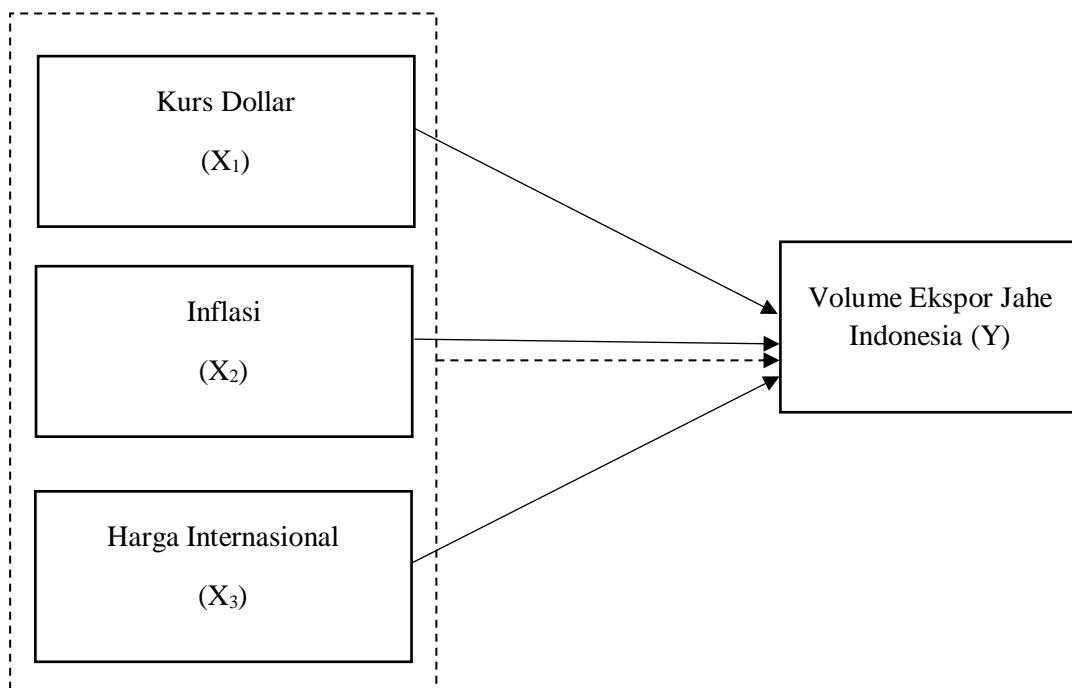 Kurs Dollar
(X₁)
Inflasi
(X₂)
Harga Internasional
(X₃)
Volume Ekspor Jahe
Indonesia (Y)